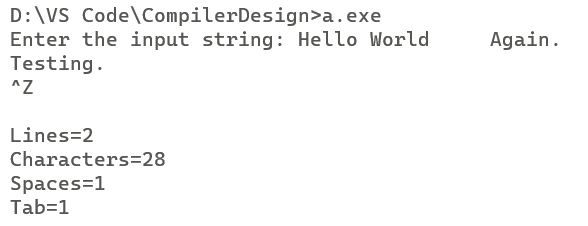 D:\VS Code\CompilerDesign>a.exe
Enter the input string: Hello World     Again.
Testing.
^Z
Lines=2
Characters=28
Spaces=1
Tab=1